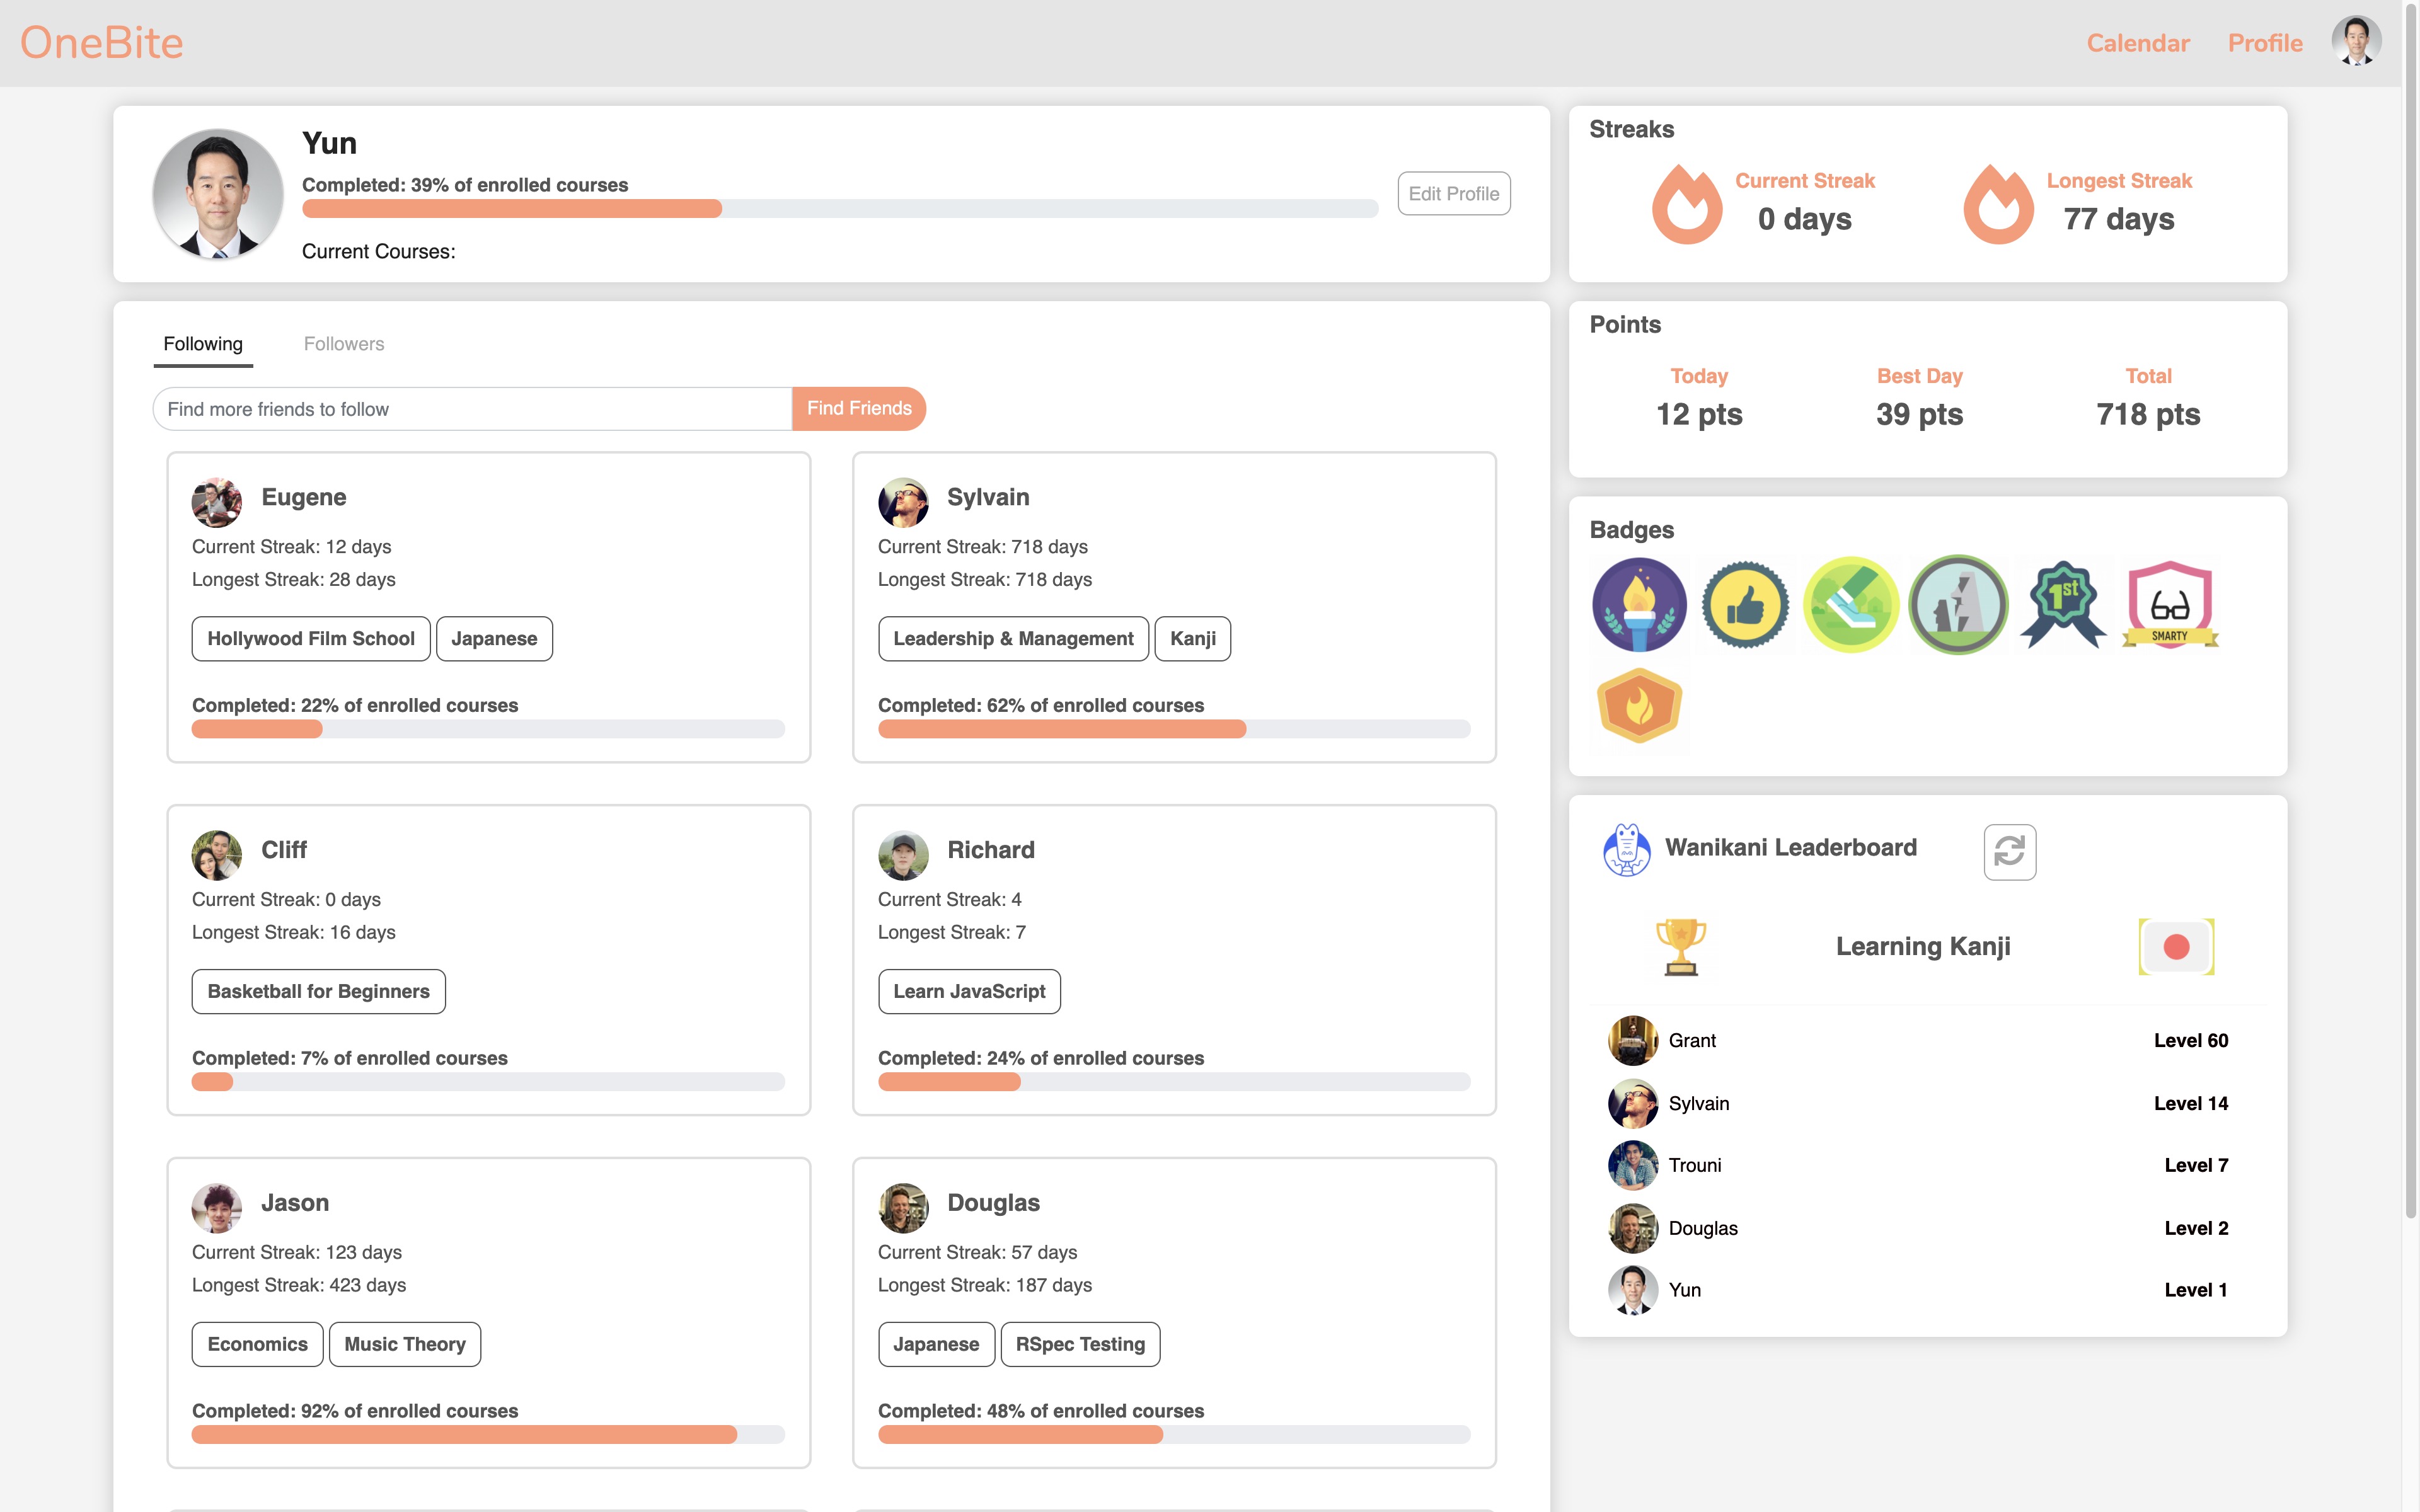 OneBite
Calendar
Profile
Yun
Completed: 39% of enrolled courses
Edit Profile
Current Courses:
Following
Followers
Find more friends to follow
Find Friends
Eugene
Current Streak: 12 days
Longest Streak: 28 days
Hollywood Film School
Japanese
Completed: 22% of enrolled courses
Sylvain
Current Streak: 718 days
Longest Streak: 718 days
Leadership & Management
Kanji
Completed: 62% of enrolled courses
Cliff
Current Streak: 0 days
Longest Streak: 16 days
Basketball for Beginners
Completed: 7% of enrolled courses
Richard
Current Streak: 4
Longest Streak: 7
Learn JavaScript
Completed: 24% of enrolled courses
Jason
Current Streak: 123 days
Longest Streak: 423 days
Economics
Music Theory
Completed: 92% of enrolled courses
Douglas
Current Streak: 57 days
Longest Streak: 187 days
Japanese
RSpec Testing
Completed: 48% of enrolled courses
Streaks
Current Streak
0 days
Longest Streak
77 days
Points
Today
12 pts
Best Day
39 pts
Total
718 pts
Badges
1st
SMARTY
Wanikani Leaderboard
Learning Kanji
Grant
Level 60
Sylvain
Level 14
Trouni
Level 7
Douglas
Level 2
Yun
Level 1